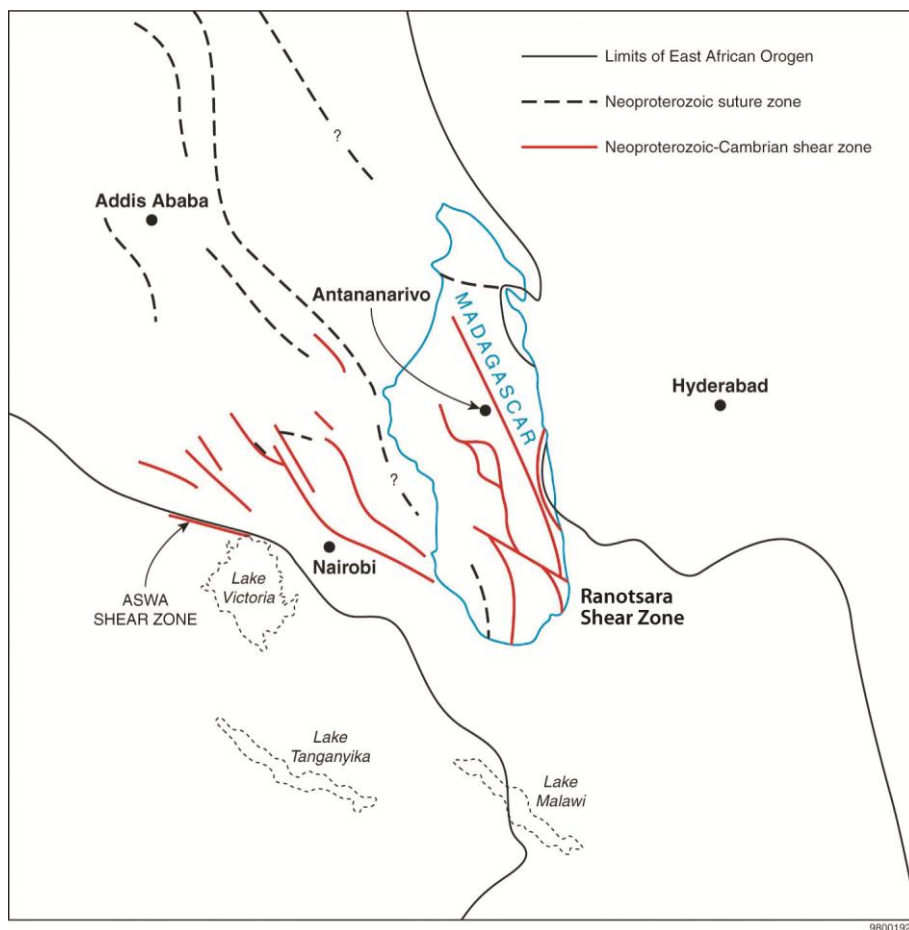 Limits of East African Orogen
Neoproterozoic suture zone
Neoproterozoic-Cambrian shear zone
?
Addis Ababa
Antananarivo
MADAGASCAR
Hyderabad
?
Nairobi
Lake
Victoria
ASWA
SHEAR ZONE
Ranotsara
Shear Zone
Lake
Tanganyika
Lake
Malawi
9800192